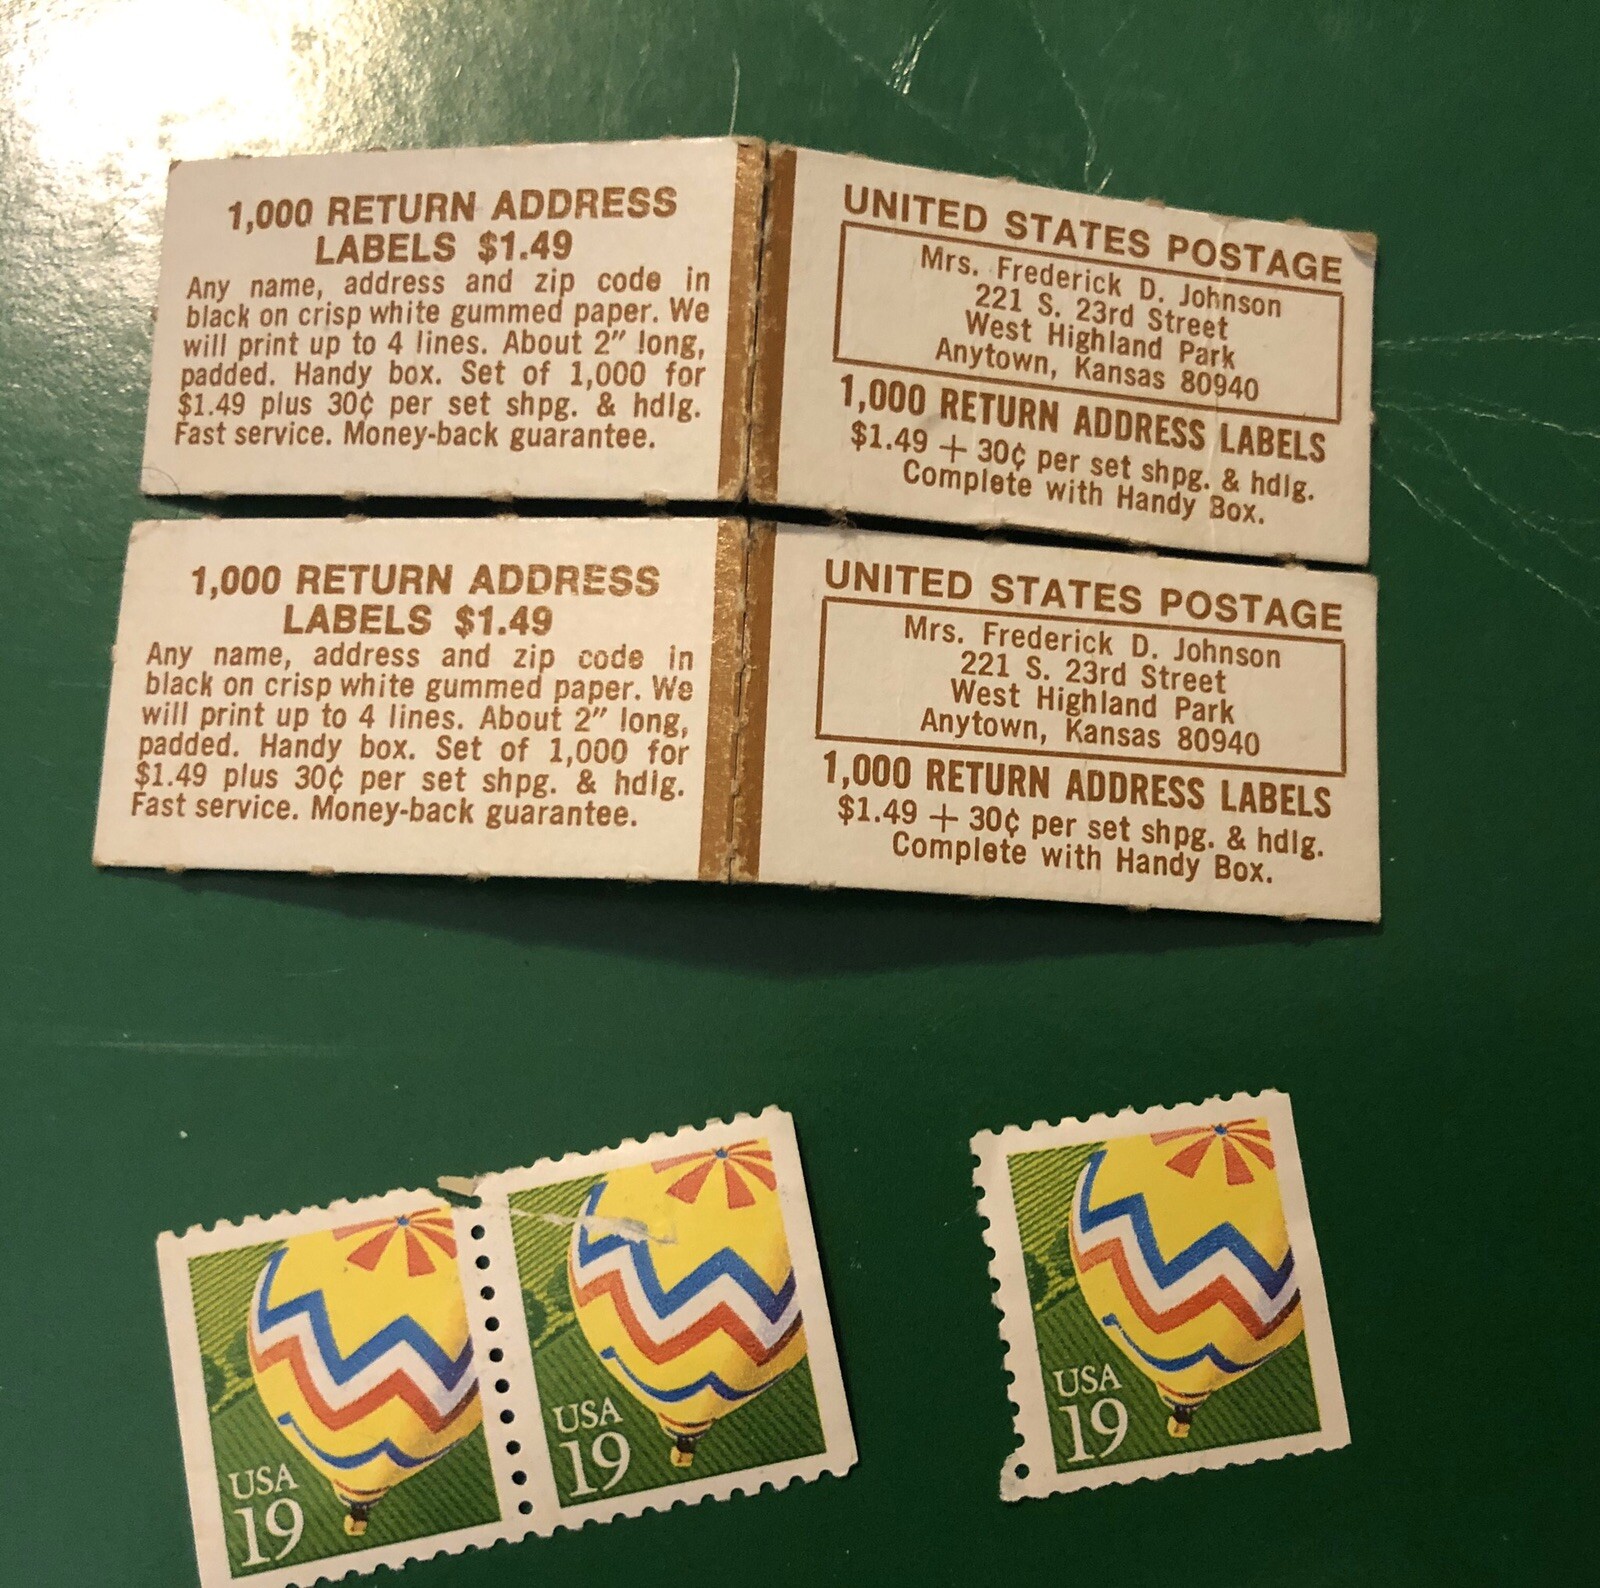 1,000 RETURN ADDRESS
LABELS $1.49
Any name, address and zip code in
black on crisp white gummed paper. We
will print up to 4 lines. About 2″ long,
padded. Handy box. Set of 1,000 for
$1.49 plus 30¢ per set shpg. & hdlg.
Fast service. Money-back guarantee.
UNITED STATES POSTAGE
Mrs. Frederick D. Johnson
221 S. 23rd Street
West Highland Park
Anytown, Kansas 80940
1,000 RETURN ADDRESS LABELS
$1.49 + 30¢ per set shpg. & hdlg.
Complete with Handy Box.
1,000 RETURN ADDRESS
LABELS $1.49
Any name, address and zip code in
black on crisp white gummed paper. We
will print up to 4 lines. About 2″ long,
padded. Handy box. Set of 1,000 for
$1.49 plus 30¢ per set shpg. & hdlg.
Fast service. Money-back guarantee.
UNITED STATES POSTAGE
Mrs. Frederick D. Johnson
221 S. 23rd Street
West Highland Park
Anytown, Kansas 80940
1,000 RETURN ADDRESS LABELS
$1.49 + 30¢ per set shpg. & hdlg.
Complete with Handy Box.
USA
19
USA
19
USA
19